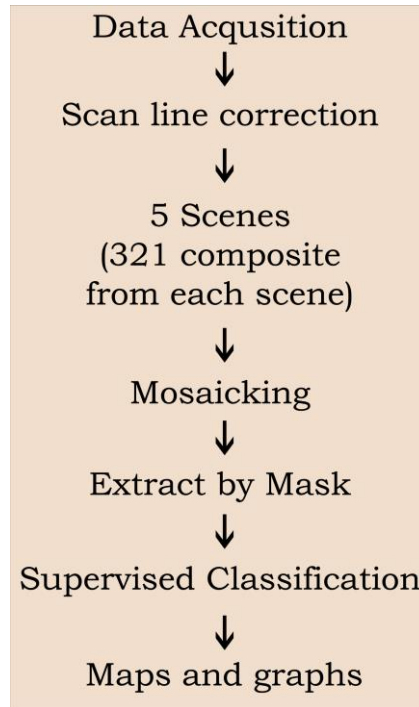 Data Acqusition
↓
Scan line correction
↓
5 Scenes
(321 composite
from each scene)
↓
Mosaicking
↓
Extract by Mask
↓
Supervised Classification
↓
Maps and graphs